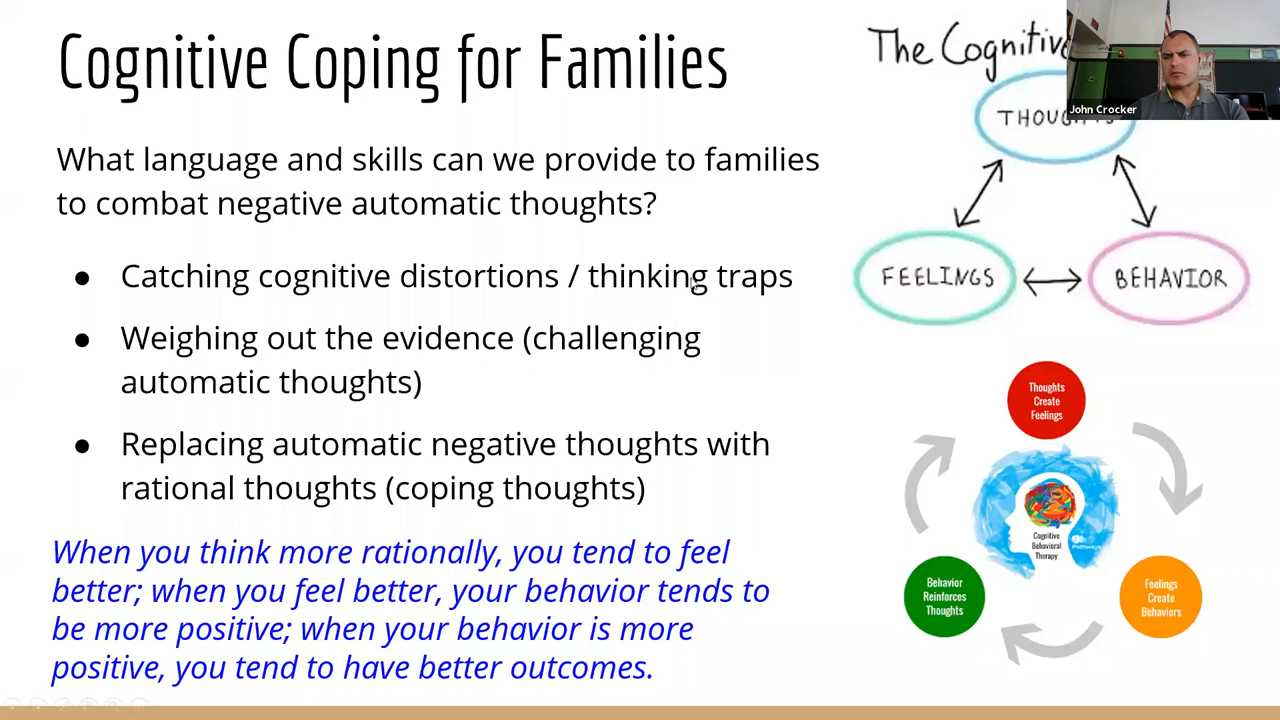 Cognitive Coping for Families
What language and skills can we provide to families
to combat negative automatic thoughts?
● Catching cognitive distortions / thinking traps
● Weighing out the evidence (challenging
automatic thoughts)
● Replacing automatic negative thoughts with
rational thoughts (coping thoughts)
When you think more rationally, you tend to feel
better; when you feel better, your behavior tends to
be more positive; when your behavior is more
positive, you tend to have better outcomes.
The Cognitive
John Crocker
FEELINGS
BEHAVIOR
Thoughts
Create
Feelings
Cognitive
Behavioral
Therapy
Pathways
Behavior
Reinforces
Thoughts
Feelings
Create
Behaviors